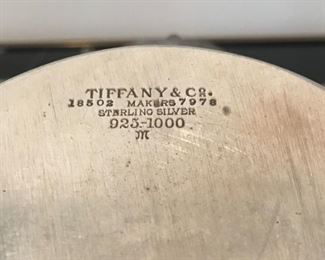 TIFFANY & Co.
18502 MAKERS 7978
STERLING SILVER
925-1000
m